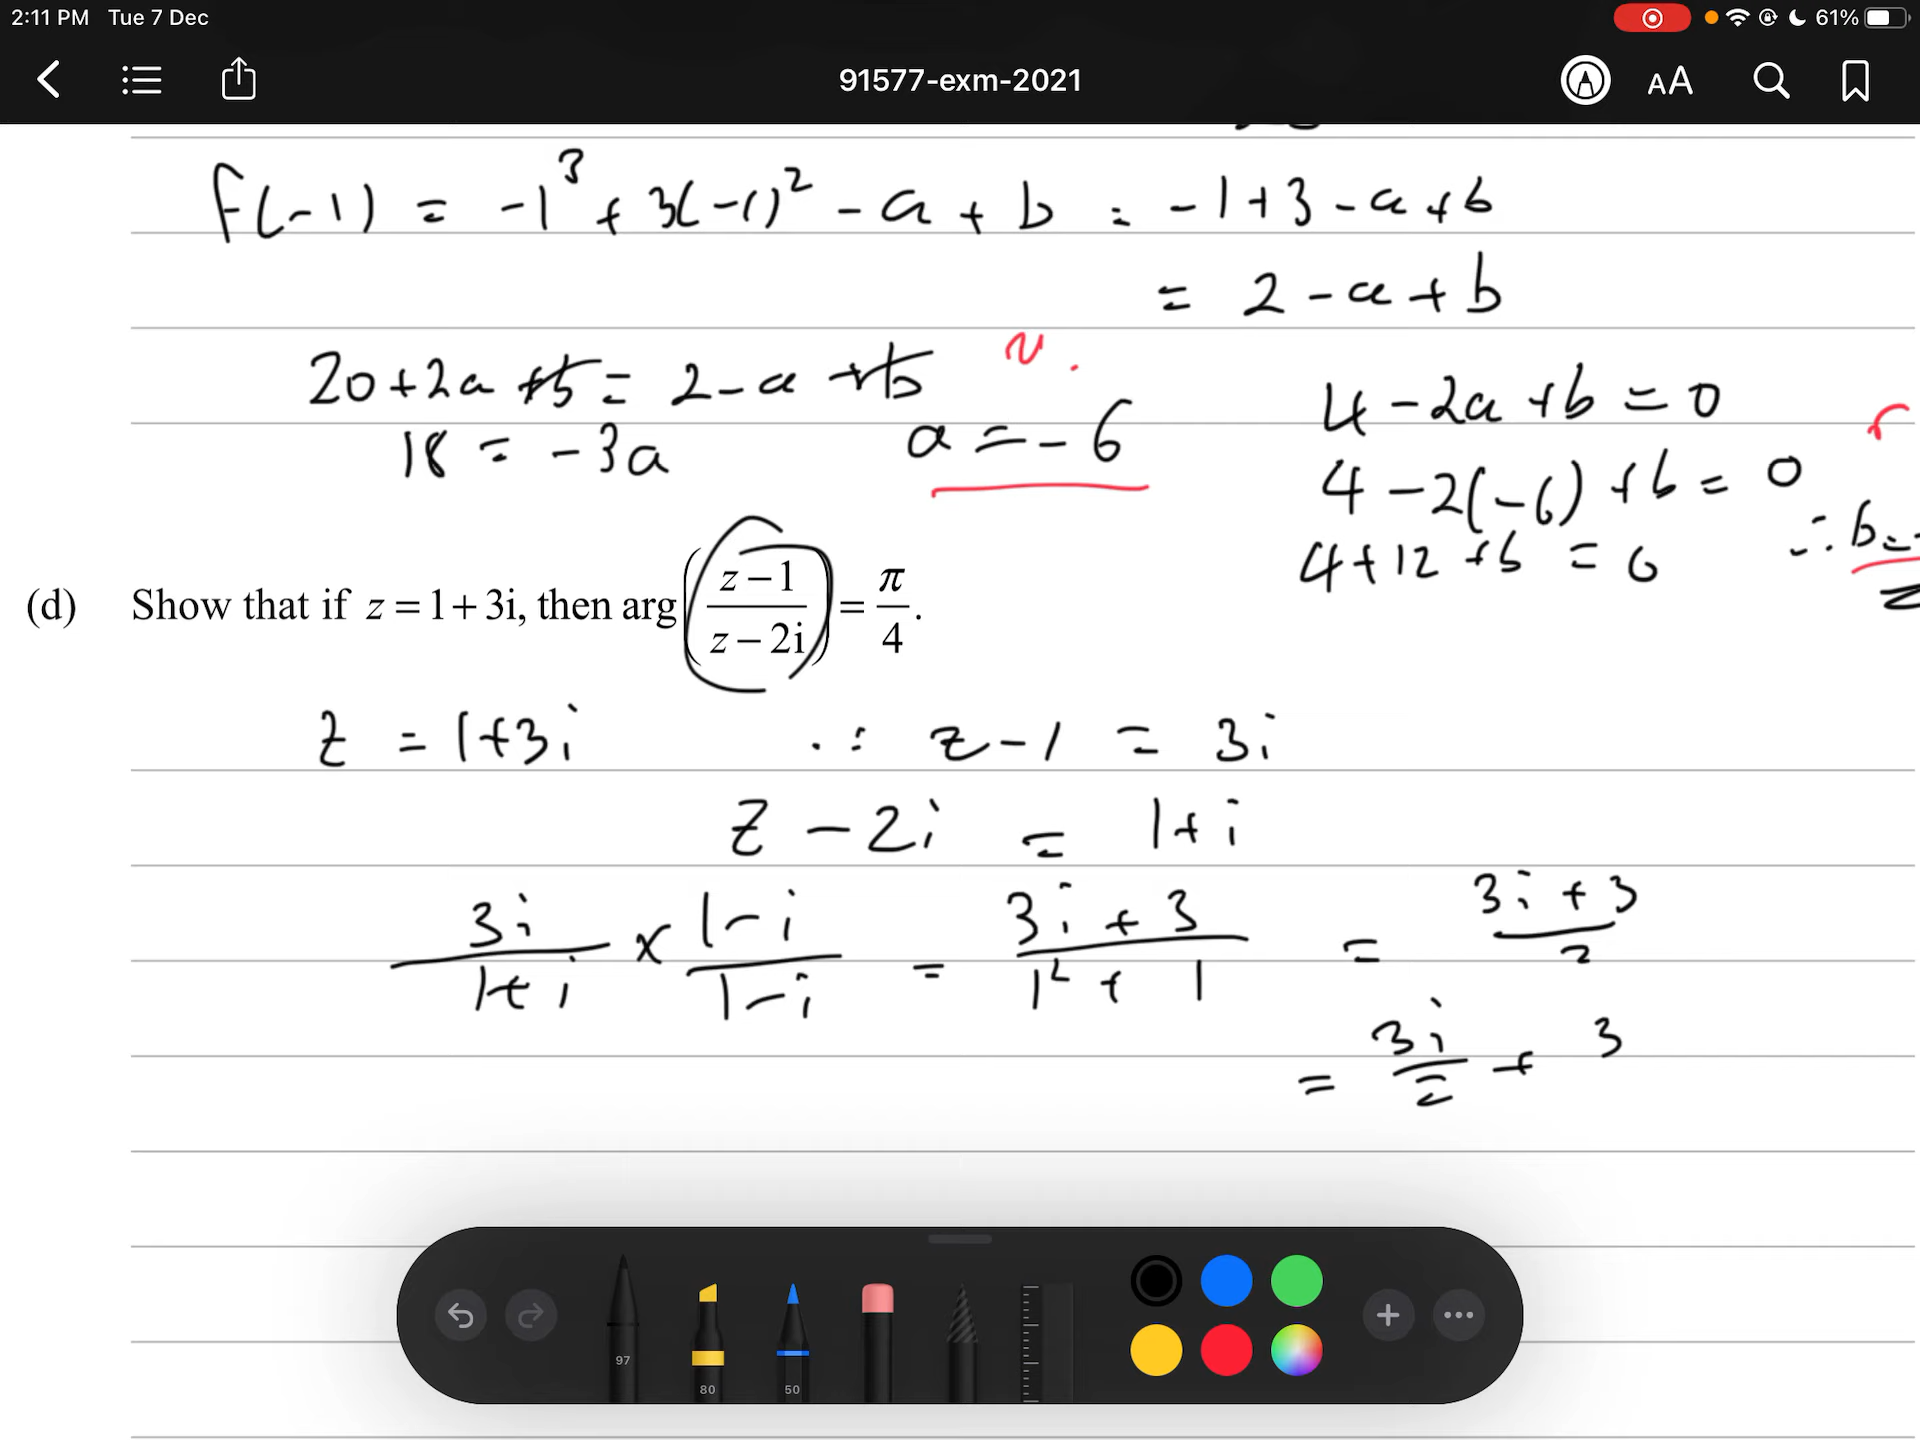 2:11 PM Tue 7 Dec 61%
91577-exm-2021
AA
f(-1) = -1³ + 3(-1)² - a + b = -1+3-a+b
= 2-a+b
20+2a+b = 2-a+b
18 = -3a
a = -6
4-2a+b=0
4-2(-6)+b=0
4+12+b=0
∴ b=-
(d) Show that if z = 1+3i, then arg((z-1)/(z-2i)) = π/4.
z = 1+3i ∴ z-1 = 3i
z-2i = 1+i
3i/(1+i) × (1-i)/(1-i) = (3i+3)/(1²+1) = (3i+3)/2
= 3i/2 + 3
97 80 50